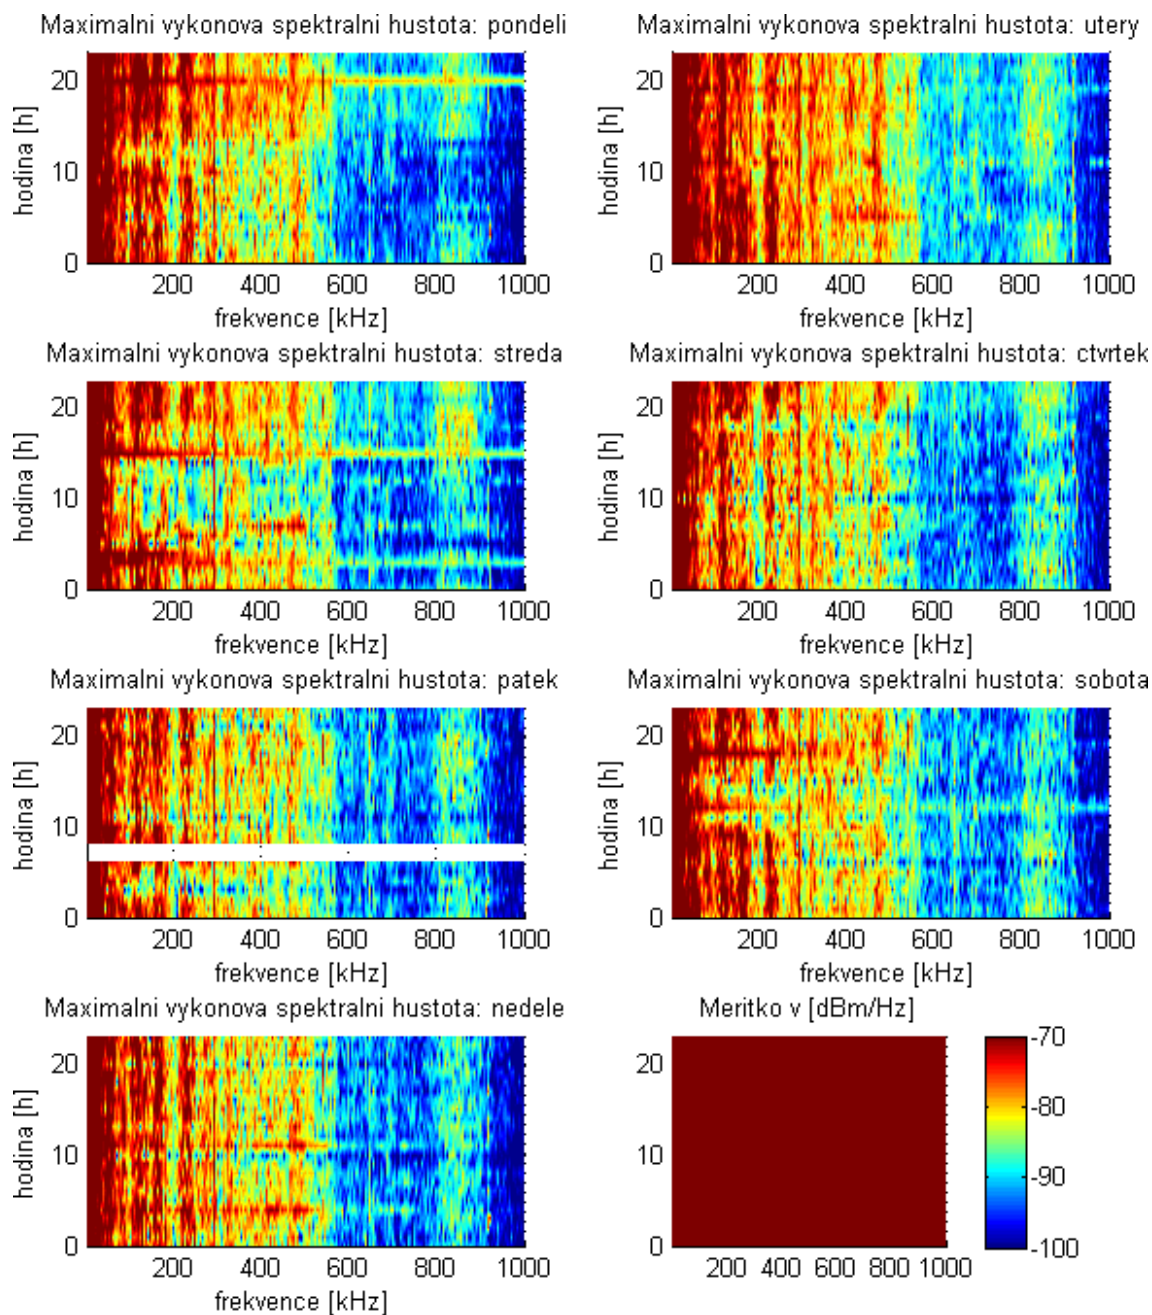 Maximalni vykonova spektralni hustota: pondeli
hodina [h]
20
10
0
200 400 600 800 1000
frekvence [kHz]
Maximalni vykonova spektralni hustota: utery
hodina [h]
20
10
0
200 400 600 800 1000
frekvence [kHz]
Maximalni vykonova spektralni hustota: streda
hodina [h]
20
10
0
200 400 600 800 1000
frekvence [kHz]
Maximalni vykonova spektralni hustota: ctvrtek
hodina [h]
20
10
0
200 400 600 800 1000
frekvence [kHz]
Maximalni vykonova spektralni hustota: patek
hodina [h]
20
10
0
200 400 600 800 1000
frekvence [kHz]
Maximalni vykonova spektralni hustota: sobota
hodina [h]
20
10
0
200 400 600 800 1000
frekvence [kHz]
Maximalni vykonova spektralni hustota: nedele
hodina [h]
20
10
0
200 400 600 800 1000
frekvence [kHz]
Meritko v [dBm/Hz]
20
10
0
200 400 600 800 1000
-70
-80
-90
-100